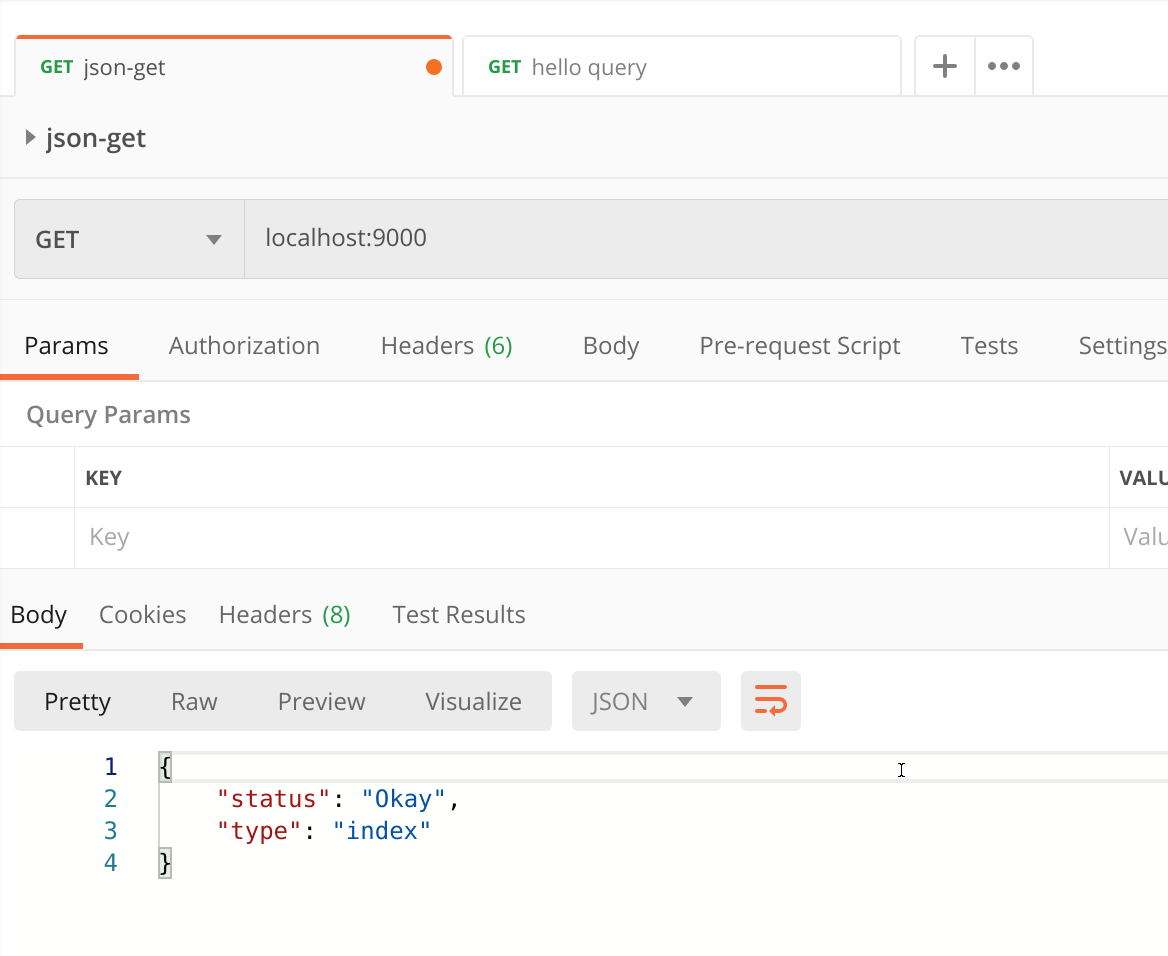 GET json-get GET hello query
json-get
GET localhost:9000
Params Authorization Headers (6) Body Pre-request Script Tests Settings
Query Params
KEY VALU
Key Valu
Body Cookies Headers (8) Test Results
Pretty Raw Preview Visualize JSON
1 {
2 "status": "Okay",
3 "type": "index"
4 }